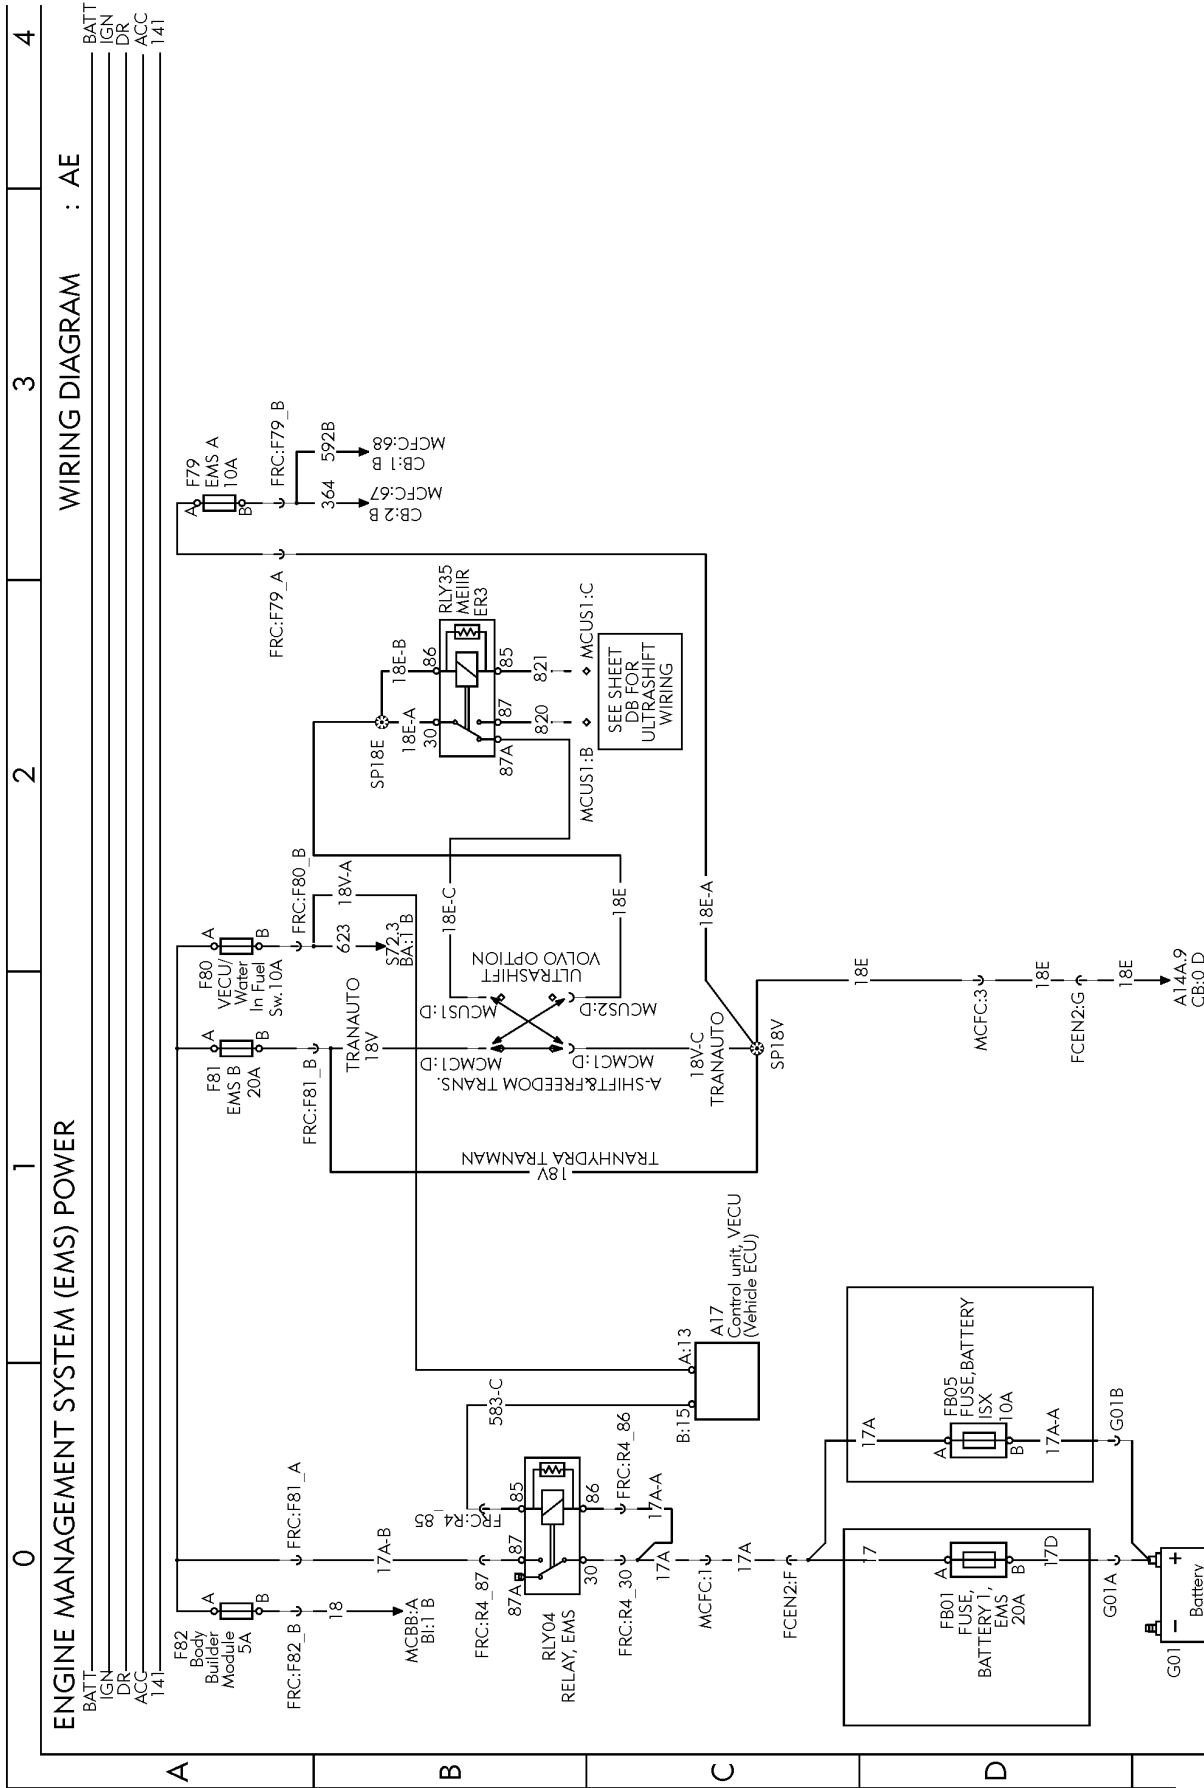 0
1
2
3
4
A
B
C
D
ENGINE MANAGEMENT SYSTEM (EMS) POWER
WIRING DIAGRAM : AE
BATT
IGN
DR
ACC
141
BATT
IGN
DR
ACC
141
F82
Body
Builder
Module
5A
A
B
FRC:F82_B
18
MCBB:A
BI:1 B
FRC:F81_A
17A-B
FRC:R4_87
FRC:R4_85
583-C
87A
87
85
RLY04
RELAY, EMS
30
86
FRC:R4_30
FRC:R4_86
17A
17A-A
MCFC:1
17A
FCEN2:F
17
17A
A
B
FB01
FUSE,
BATTERY 1,
EMS
20A
17D
G01A
A
B
FB05
FUSE,BATTERY
ISX
10A
17A-A
G01B
G01
Battery
− +
B:15
A:13
A17
Control unit, VECU
(Vehicle ECU)
F81
EMS B
20A
A
B
FRC:F81_B
F80
VECU/
Water
In Fuel
Sw. 10A
A
B
FRC:F80_B
623
S72.3
BA:1 B
18V-A
TRANAUTO
18V
18V
TRANHYDRA TRANMAN
MCMC1:D
MCUS1:D
A-SHIFT&FREEDOM TRANS.
ULTRASHIFT
VOLVO OPTION
MCMC1:D
MCUS2:D
18V-C
TRANAUTO
SP18V
18E-C
18E
18E-A
SP18E
18E-A
18E-B
30
86
RLY35
MEIIR
ER3
87A
87
85
820
821
MCUS1:B
MCUS1:C
SEE SHEET
DB FOR
ULTRASHIFT
WIRING
FRC:F79_A
F79
EMS A
10A
A
B
FRC:F79_B
364
592B
CB:2 B
MCFC:67
CB:1 B
MCFC:68
18E
MCFC:3
18E
FCEN2:G
18E
A14A.9
CB:0 D